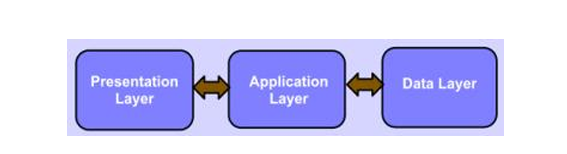 Presentation
Layer
Application
Layer
Data Layer